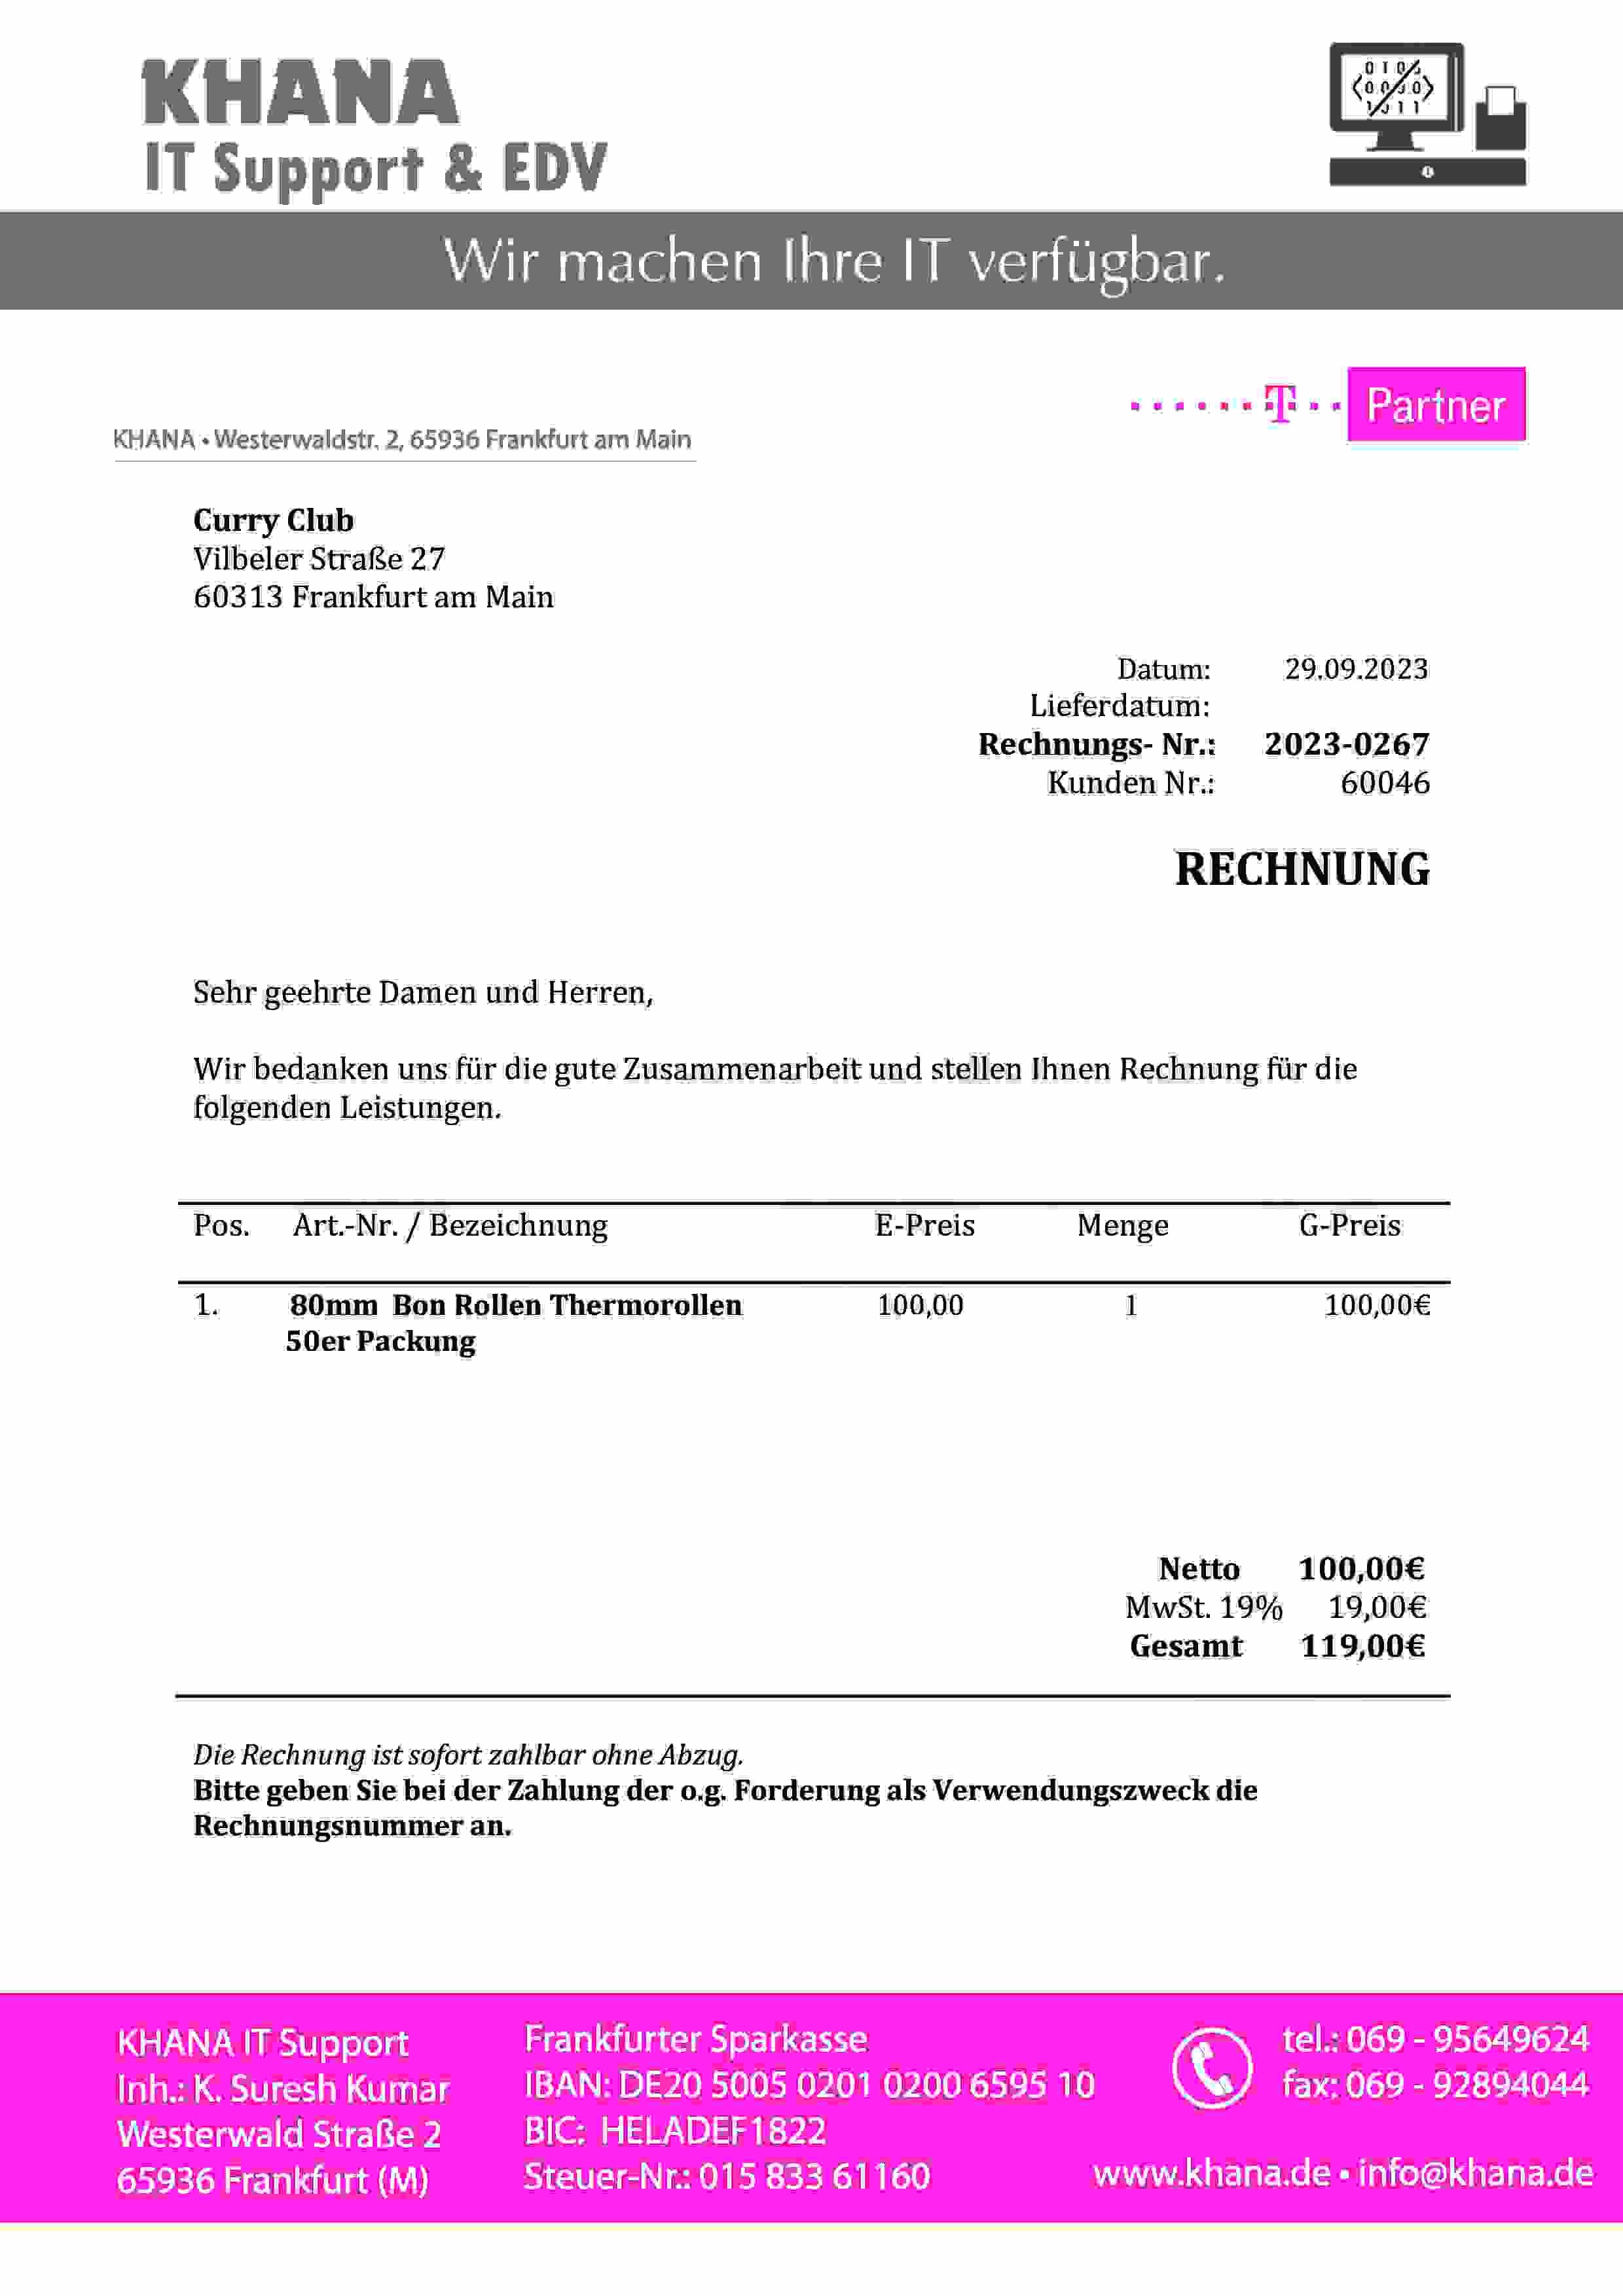 KHANA
IT Support & EDV
Wir machen Ihre IT verfügbar.
T Partner
KHANA • Westerwaldstr. 2, 65936 Frankfurt am Main
Curry Club
Vilbeler Straße 27
60313 Frankfurt am Main
Datum: 29.09.2023
Lieferdatum:
Rechnungs- Nr.: 2023-0267
Kunden Nr.: 60046
RECHNUNG
Sehr geehrte Damen und Herren,
Wir bedanken uns für die gute Zusammenarbeit und stellen Ihnen Rechnung für die
folgenden Leistungen.
Pos. Art.-Nr. / Bezeichnung E-Preis Menge G-Preis
1. 80mm Bon Rollen Thermorollen 100,00 1 100,00€
50er Packung
Netto 100,00€
MwSt. 19% 19,00€
Gesamt 119,00€
Die Rechnung ist sofort zahlbar ohne Abzug.
Bitte geben Sie bei der Zahlung der o.g. Forderung als Verwendungszweck die
Rechnungsnummer an.
KHANA IT Support
Inh.: K. Suresh Kumar
Westerwald Straße 2
65936 Frankfurt (M)
Frankfurter Sparkasse
IBAN: DE20 5005 0201 0200 6595 10
BIC: HELADEF1822
Steuer-Nr.: 015 833 61160
tel.: 069 - 95649624
fax: 069 - 92894044
www.khana.de • info@khana.de